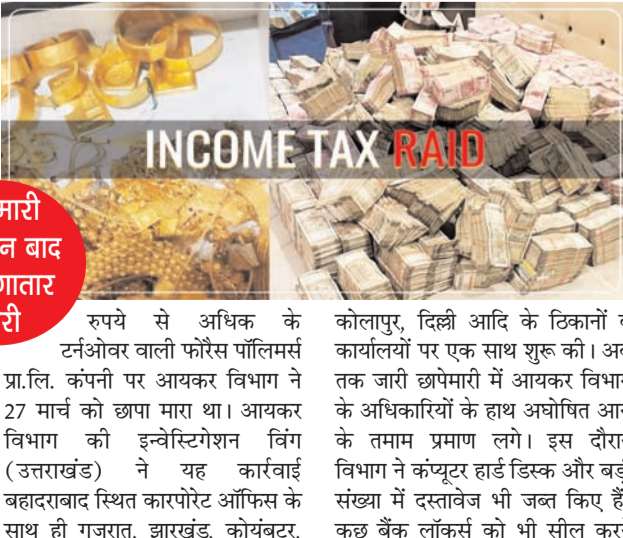 INCOME TAX RAID
मारी
न बाद
गातार
री
रुपये से अधिक के
टर्नओवर वाली फोरैस पॉलिमर्स
प्रा.लि. कंपनी पर आयकर विभाग ने
27 मार्च को छापा मारा था। आयकर
विभाग की इन्वेस्टिगेशन विंग
(उत्तराखंड) ने यह कार्रवाई
बहादराबाद स्थित कारपोरेट ऑफिस के
साथ ही गुजरात, झारखंड, कोयंबटूर,
कोलापुर, दिल्ली आदि के ठिकानों
कार्यालयों पर एक साथ शुरू की।
तक जारी छापेमारी में आयकर
के अधिकारियों के हाथ अघोषित
के तमाम प्रमाण लगे। इस
विभाग ने कंप्यूटर हार्ड डिस्क और
संख्या में दस्तावेज भी जब्त किए
कुछ बैंक लॉकर्स को भी सील